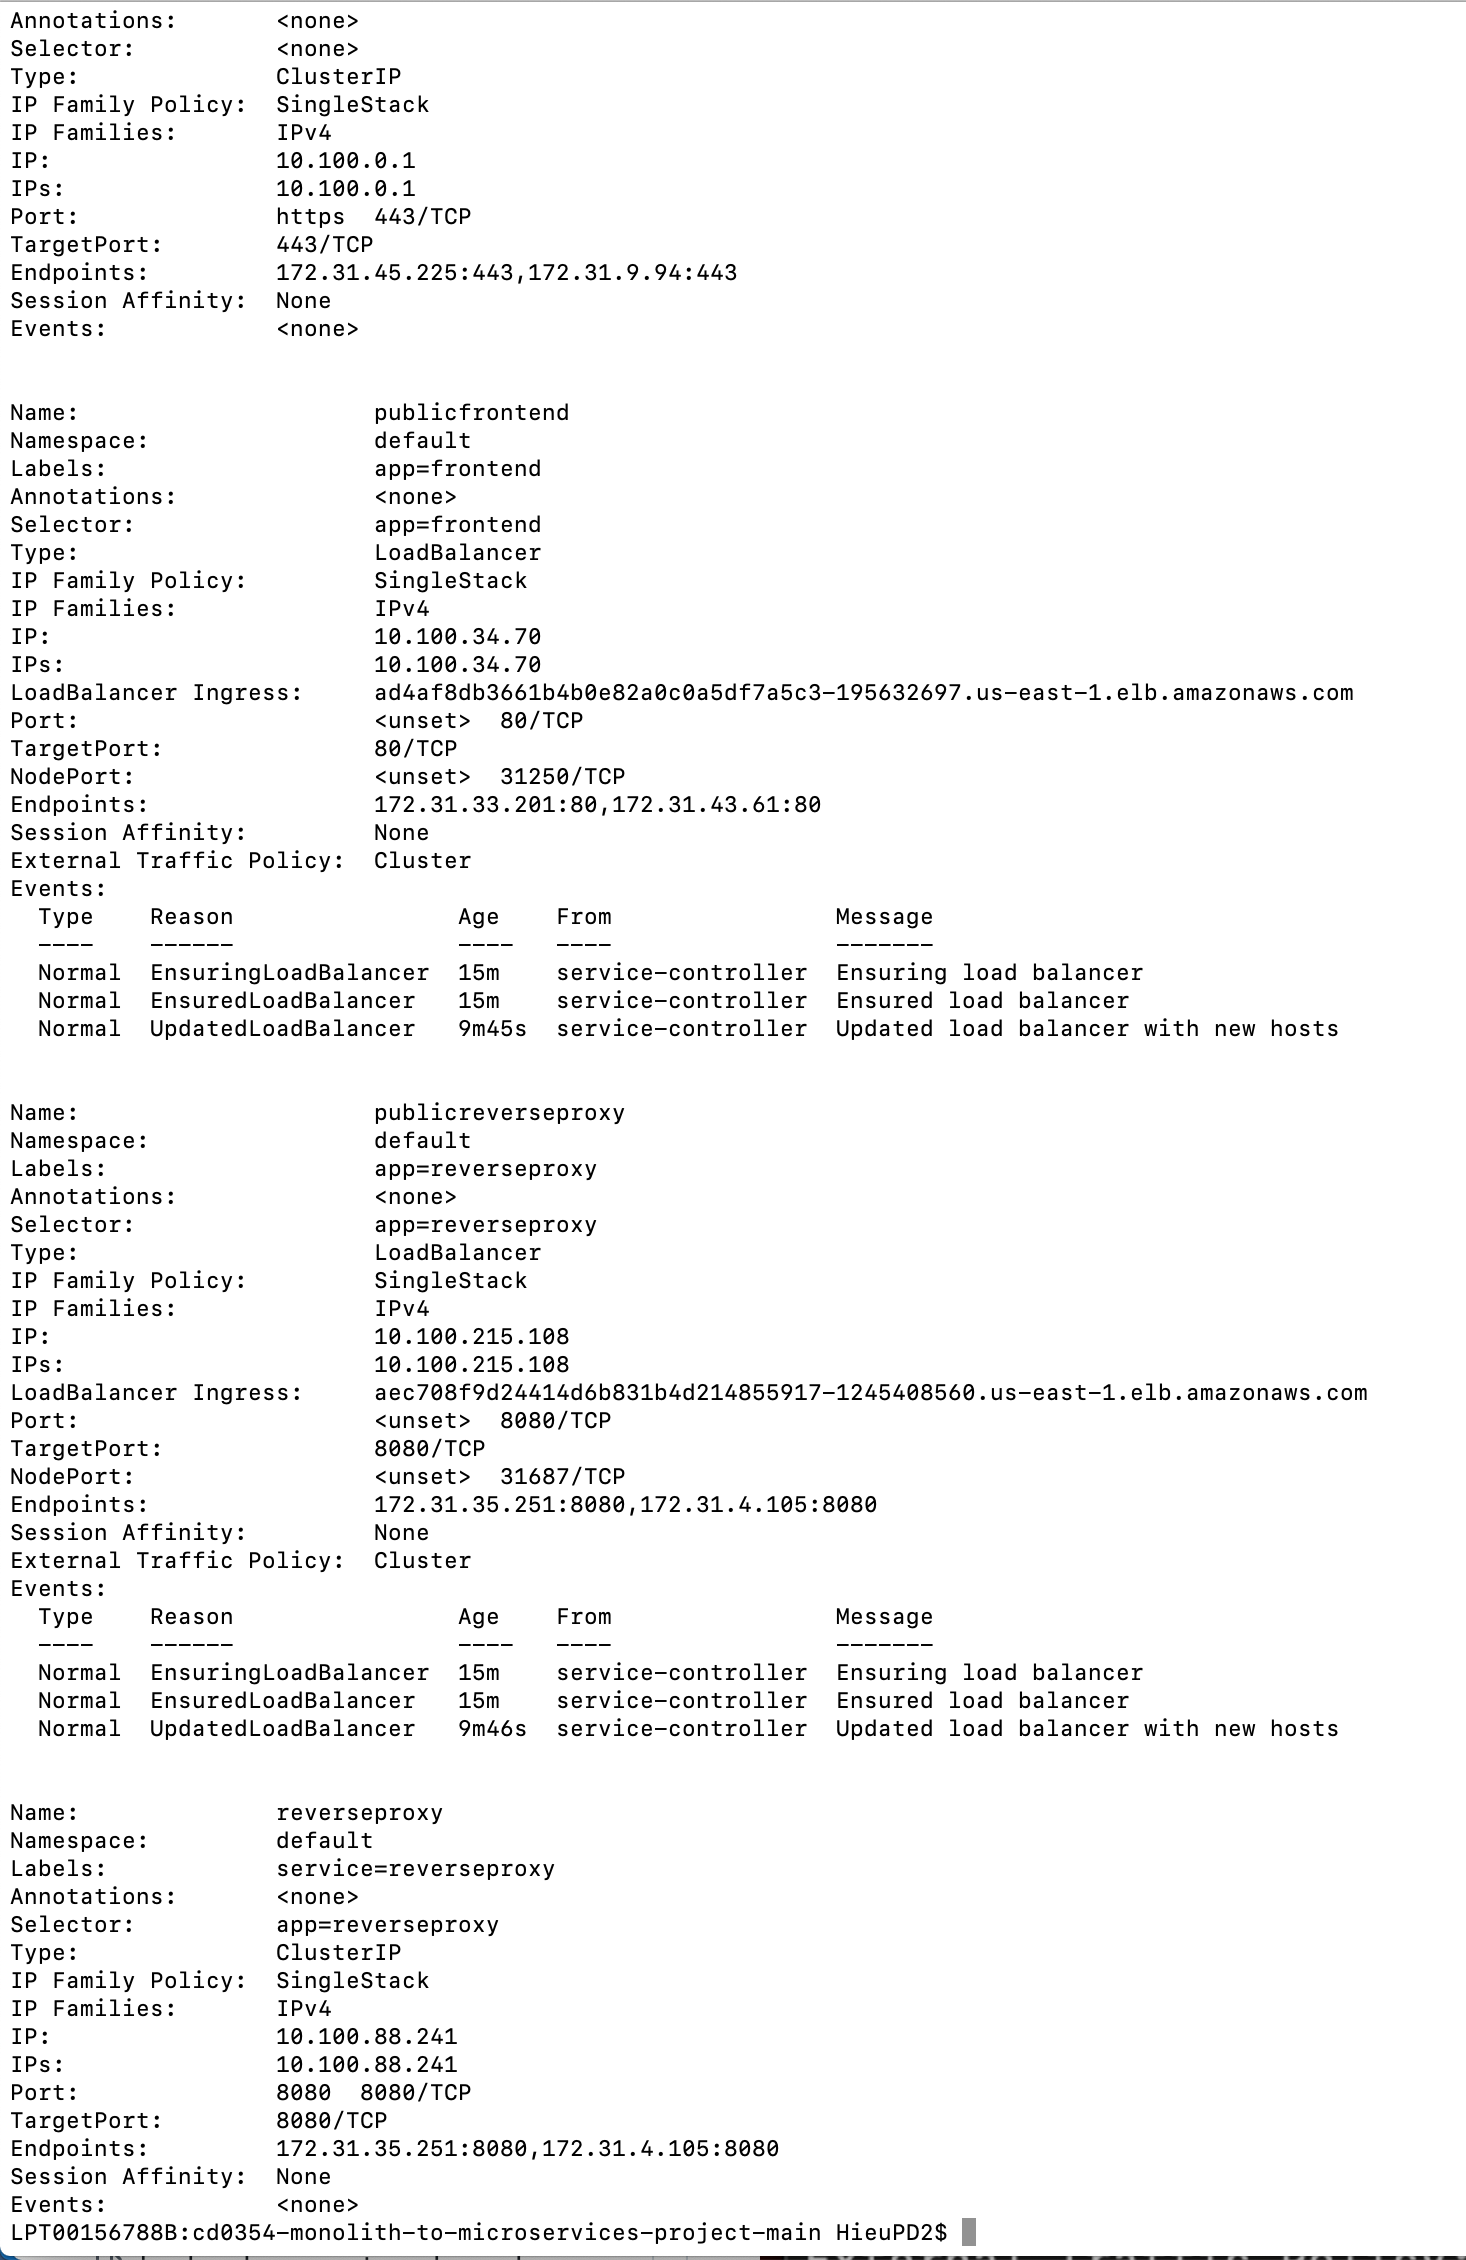 Annotations:       <none>
Selector:          <none>
Type:              ClusterIP
IP Family Policy:  SingleStack
IP Families:       IPv4
IP:                10.100.0.1
IPs:               10.100.0.1
Port:              https  443/TCP
TargetPort:        443/TCP
Endpoints:         172.31.45.225:443,172.31.9.94:443
Session Affinity:  None
Events:            <none>
Name:                     publicfrontend
Namespace:                default
Labels:                   app=frontend
Annotations:              <none>
Selector:                 app=frontend
Type:                     LoadBalancer
IP Family Policy:         SingleStack
IP Families:              IPv4
IP:                       10.100.34.70
IPs:                      10.100.34.70
LoadBalancer Ingress:     ad4af8db3661b4b0e82a0c0a5df7a5c3-195632697.us-east-1.elb.amazonaws.com
Port:                     <unset>  80/TCP
TargetPort:               80/TCP
NodePort:                 <unset>  31250/TCP
Endpoints:                172.31.33.201:80,172.31.43.61:80
Session Affinity:         None
External Traffic Policy:  Cluster
Events:
  Type    Reason                Age    From                Message
  ----    ------                ----   ----                -------
  Normal  EnsuringLoadBalancer  15m    service-controller  Ensuring load balancer
  Normal  EnsuredLoadBalancer   15m    service-controller  Ensured load balancer
  Normal  UpdatedLoadBalancer   9m45s  service-controller  Updated load balancer with new hosts
Name:                     publicreverseproxy
Namespace:                default
Labels:                   app=reverseproxy
Annotations:              <none>
Selector:                 app=reverseproxy
Type:                     LoadBalancer
IP Family Policy:         SingleStack
IP Families:              IPv4
IP:                       10.100.215.108
IPs:                      10.100.215.108
LoadBalancer Ingress:     aec708f9d24414d6b831b4d214855917-1245408560.us-east-1.elb.amazonaws.com
Port:                     <unset>  8080/TCP
TargetPort:               8080/TCP
NodePort:                 <unset>  31687/TCP
Endpoints:                172.31.35.251:8080,172.31.4.105:8080
Session Affinity:         None
External Traffic Policy:  Cluster
Events:
  Type    Reason                Age    From                Message
  ----    ------                ----   ----                -------
  Normal  EnsuringLoadBalancer  15m    service-controller  Ensuring load balancer
  Normal  EnsuredLoadBalancer   15m    service-controller  Ensured load balancer
  Normal  UpdatedLoadBalancer   9m46s  service-controller  Updated load balancer with new hosts
Name:              reverseproxy
Namespace:         default
Labels:            service=reverseproxy
Annotations:       <none>
Selector:          app=reverseproxy
Type:              ClusterIP
IP Family Policy:  SingleStack
IP Families:       IPv4
IP:                10.100.88.241
IPs:               10.100.88.241
Port:              8080  8080/TCP
TargetPort:        8080/TCP
Endpoints:         172.31.35.251:8080,172.31.4.105:8080
Session Affinity:  None
Events:            <none>
LPT00156788B:cd0354-monolith-to-microservices-project-main HieuPD2$